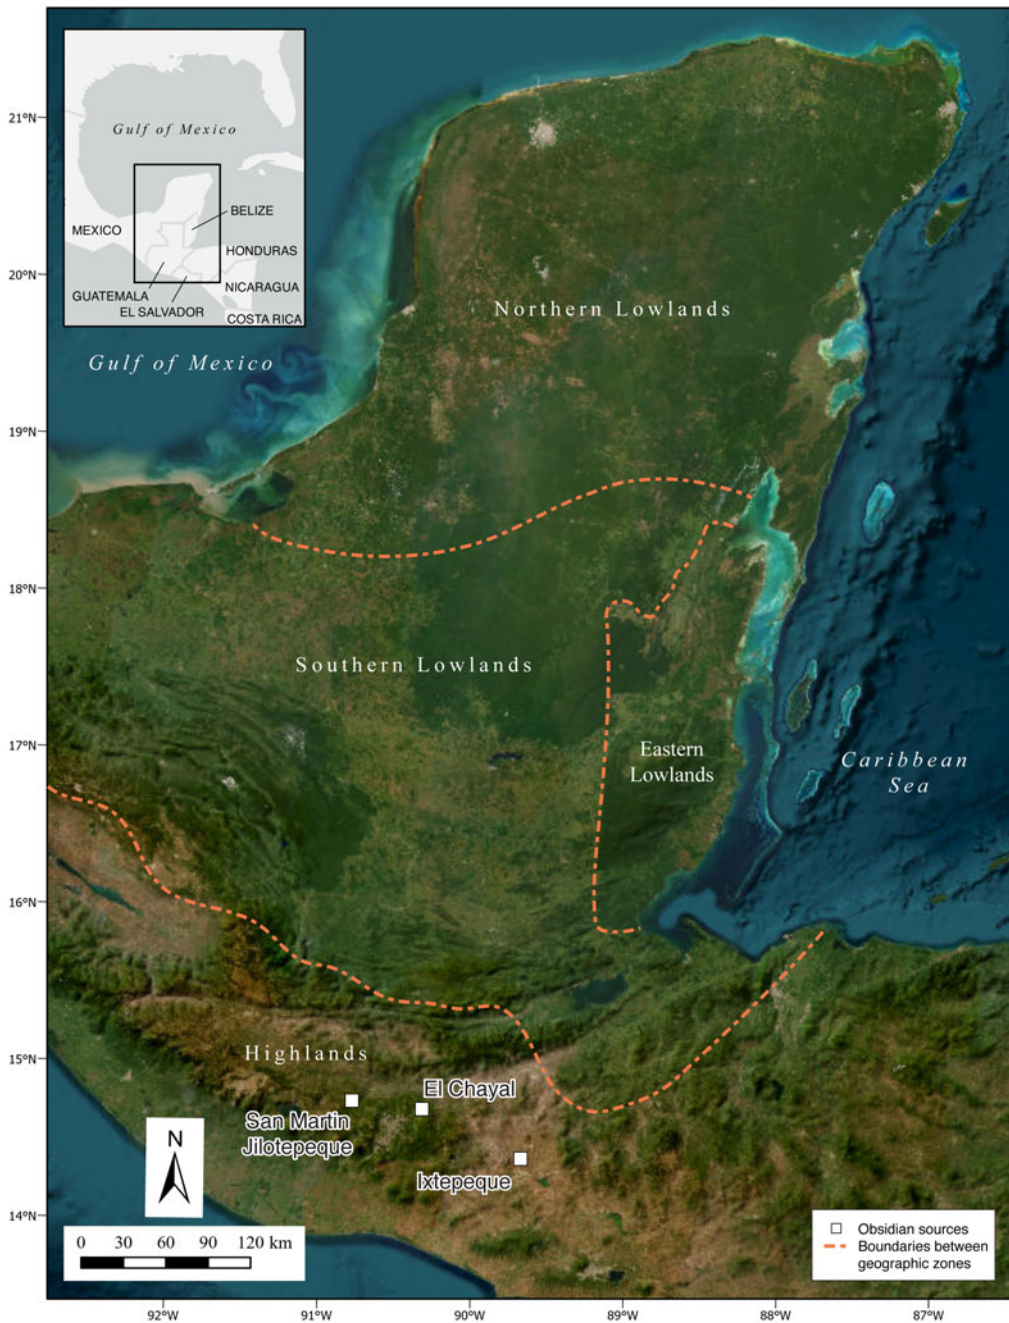 Gulf of Mexico
BELIZE
MEXICO
HONDURAS
GUATEMALA
NICARAGUA
EL SALVADOR
COSTA RICA
21°N
20°N
Northern Lowlands
Gulf of Mexico
19°N
18°N
Southern Lowlands
17°N
Eastern
Lowlands
Caribbean
Sea
16°N
15°N
Highlands
El Chayal
San Martin
Jilotepeque
Ixtepeque
N
14°N
0 30 60 90 120 km
Obsidian sources
Boundaries between
geographic zones
92°W 91°W 90°W 89°W 88°W 87°W